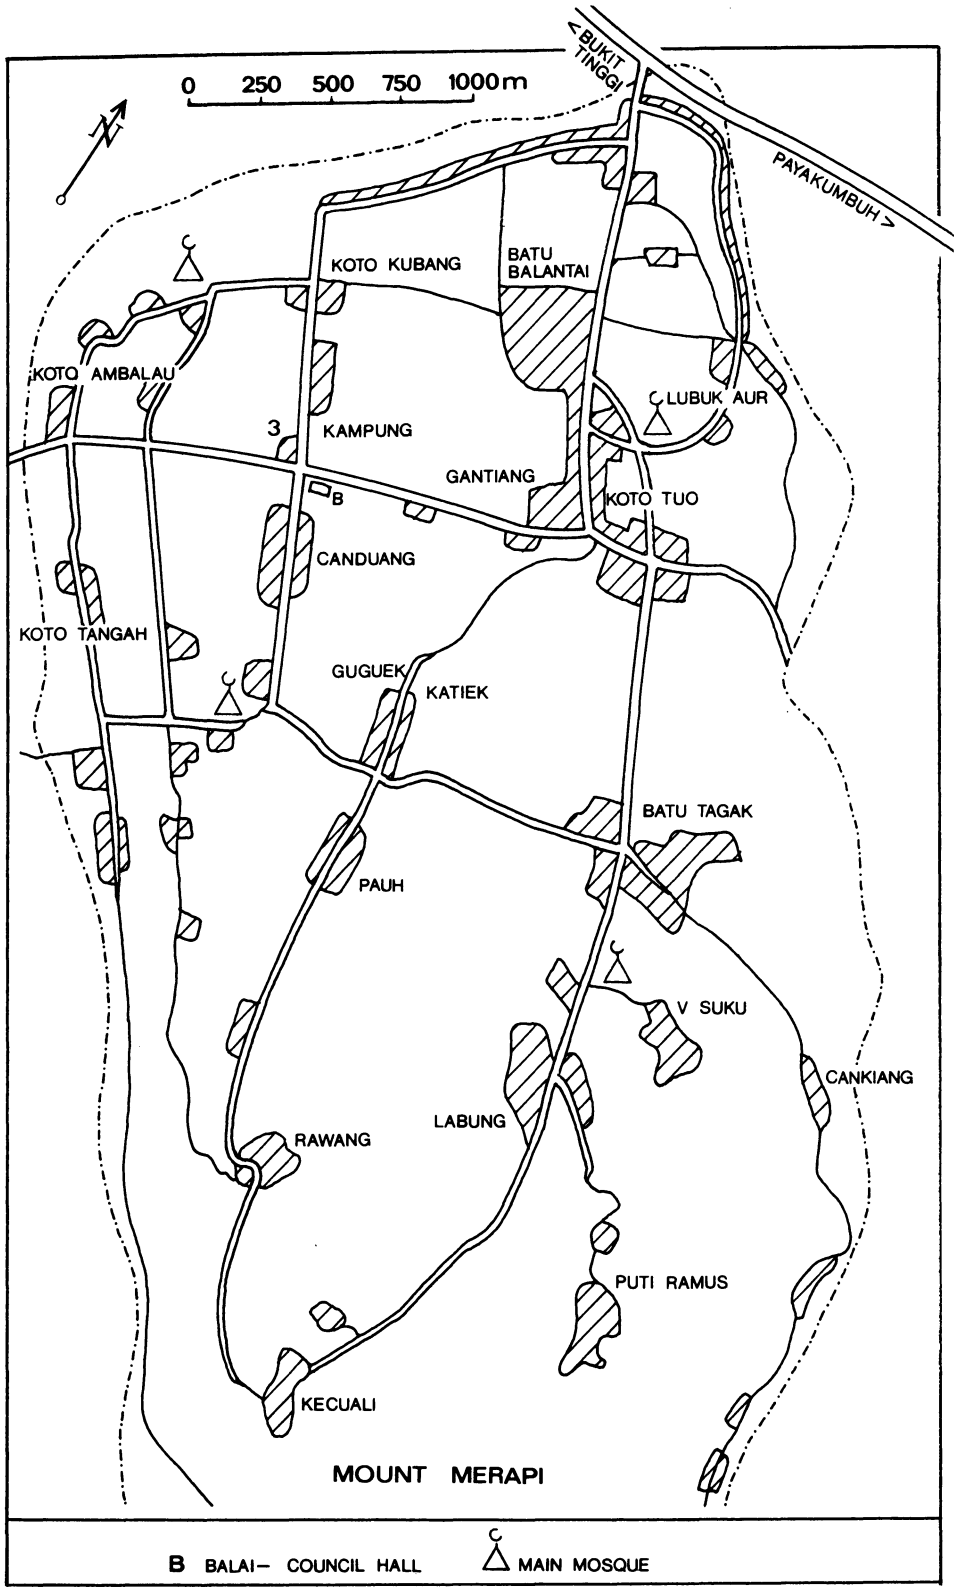 < BUKIT
TINGGI
0 250 500 750 1000 m
N
PAYAKUMBUH >
KOTO KUBANG
BATU
BALANTAI
KOTO AMBALAU
LUBUK AUR
3
KAMPUNG
GANTIANG
B
KOTO TUO
CANDUANG
KOTO TANGAH
GUGUEK
KATIEK
BATU TAGAK
PAUH
V SUKU
CANKIANG
LABUNG
RAWANG
PUTI RAMUS
KECUALI
MOUNT MERAPI
B BALAI– COUNCIL HALL
MAIN MOSQUE